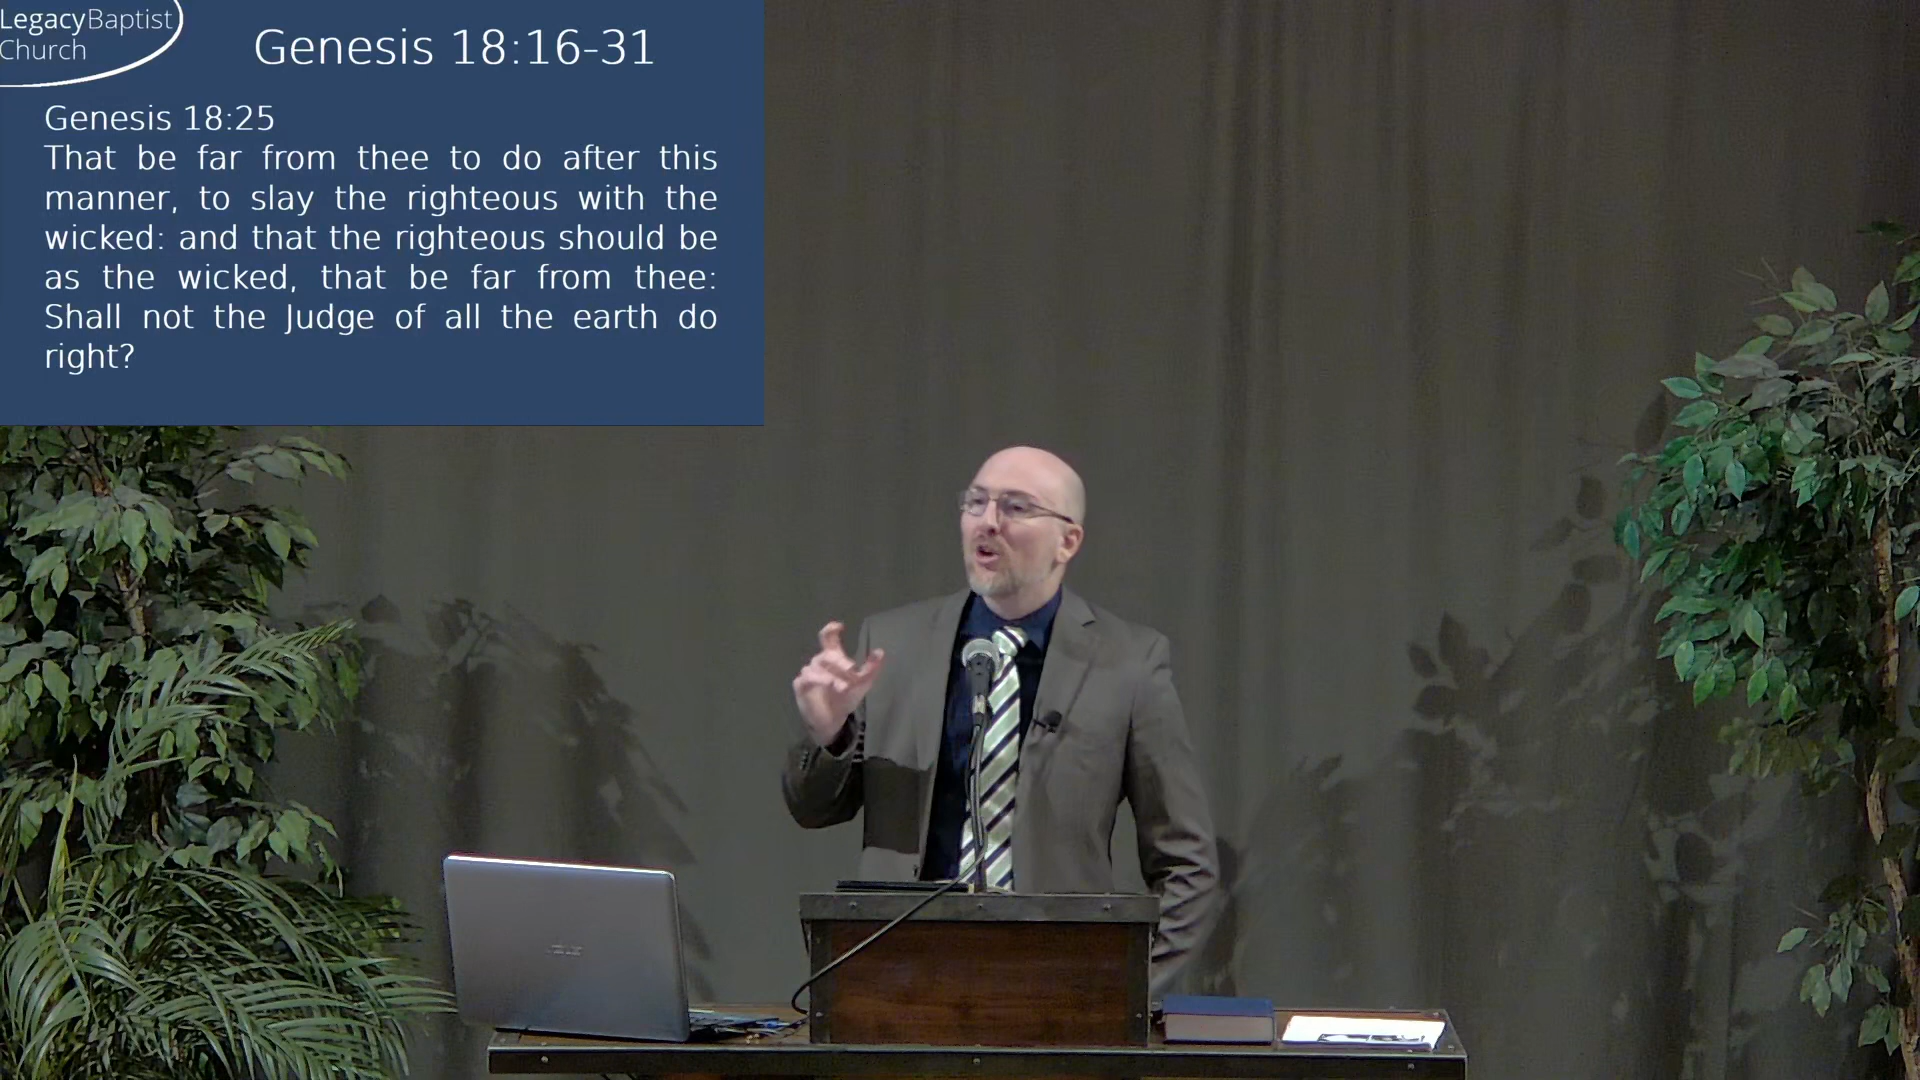 LegacyBaptist
Church
Genesis 18:16-31
Genesis 18:25
That be far from thee to do after this
manner, to slay the righteous with the
wicked: and that the righteous should be
as the wicked, that be far from thee:
Shall not the Judge of all the earth do
right?
ASUS